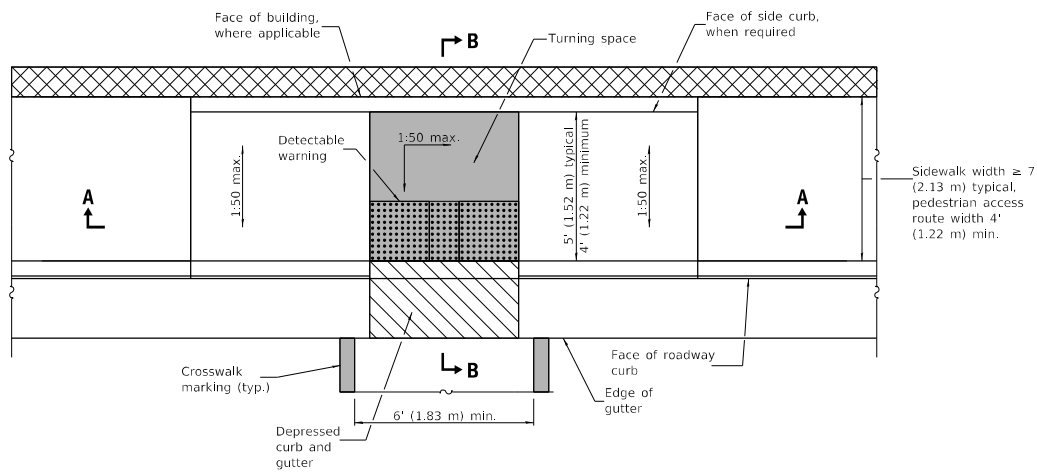 Face of building,
where applicable
B
Turning space
Face of side curb,
when required
Detectable
warning
1:50 max.
1:50 max.
5' (1.52 m) typical
4' (1.22 m) minimum
1:50 max.
A
A
Sidewalk width ≥ 7
(2.13 m) typical,
pedestrian access
route width 4'
(1.22 m) min.
Crosswalk
marking (typ.)
B
Face of roadway
curb
Edge of
gutter
6' (1.83 m) min.
Depressed
curb and
gutter